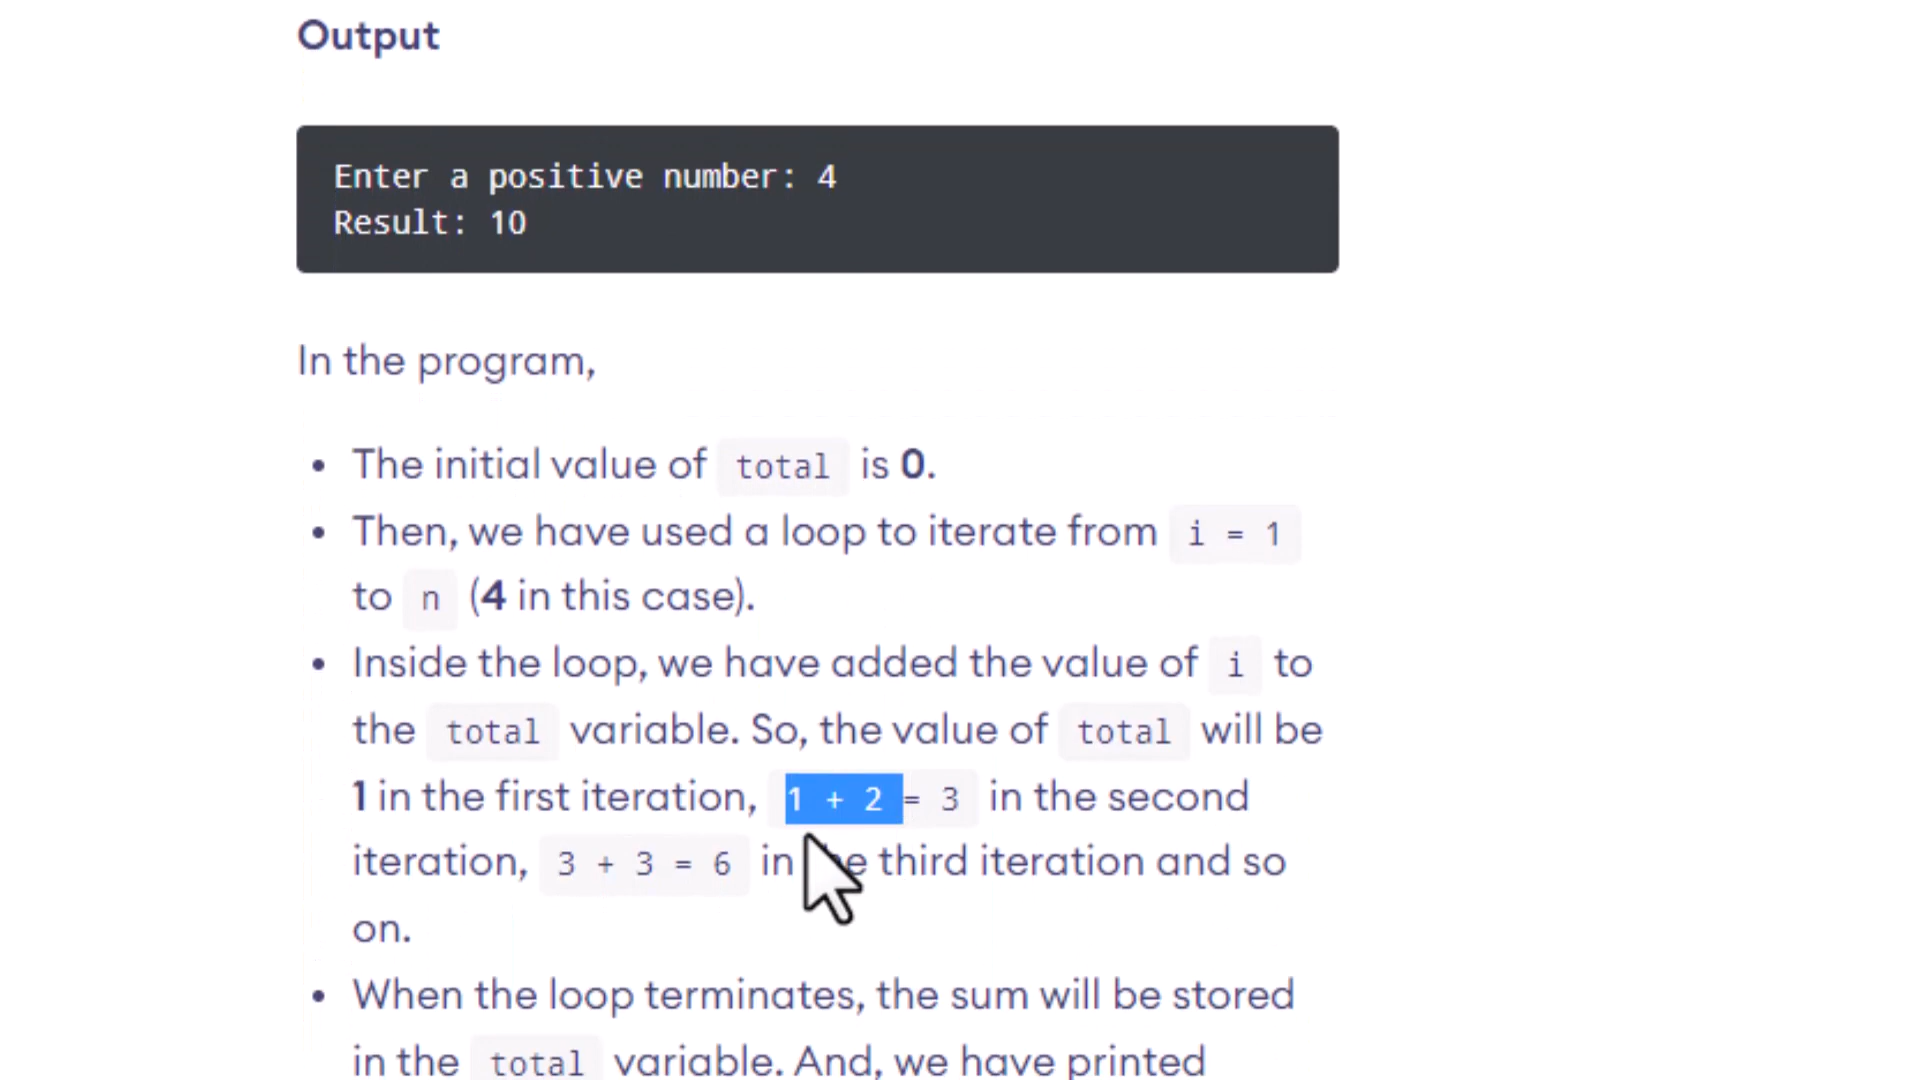 Output
Enter a positive number: 4
Result: 10
In the program,
• The initial value of total is 0.
• Then, we have used a loop to iterate from i = 1
to n (4 in this case).
• Inside the loop, we have added the value of i to
the total variable. So, the value of total will be
1 in the first iteration, 1 + 2 = 3 in the second
iteration, 3 + 3 = 6 in the third iteration and so
on.
• When the loop terminates, the sum will be stored
in the total variable. And, we have printed